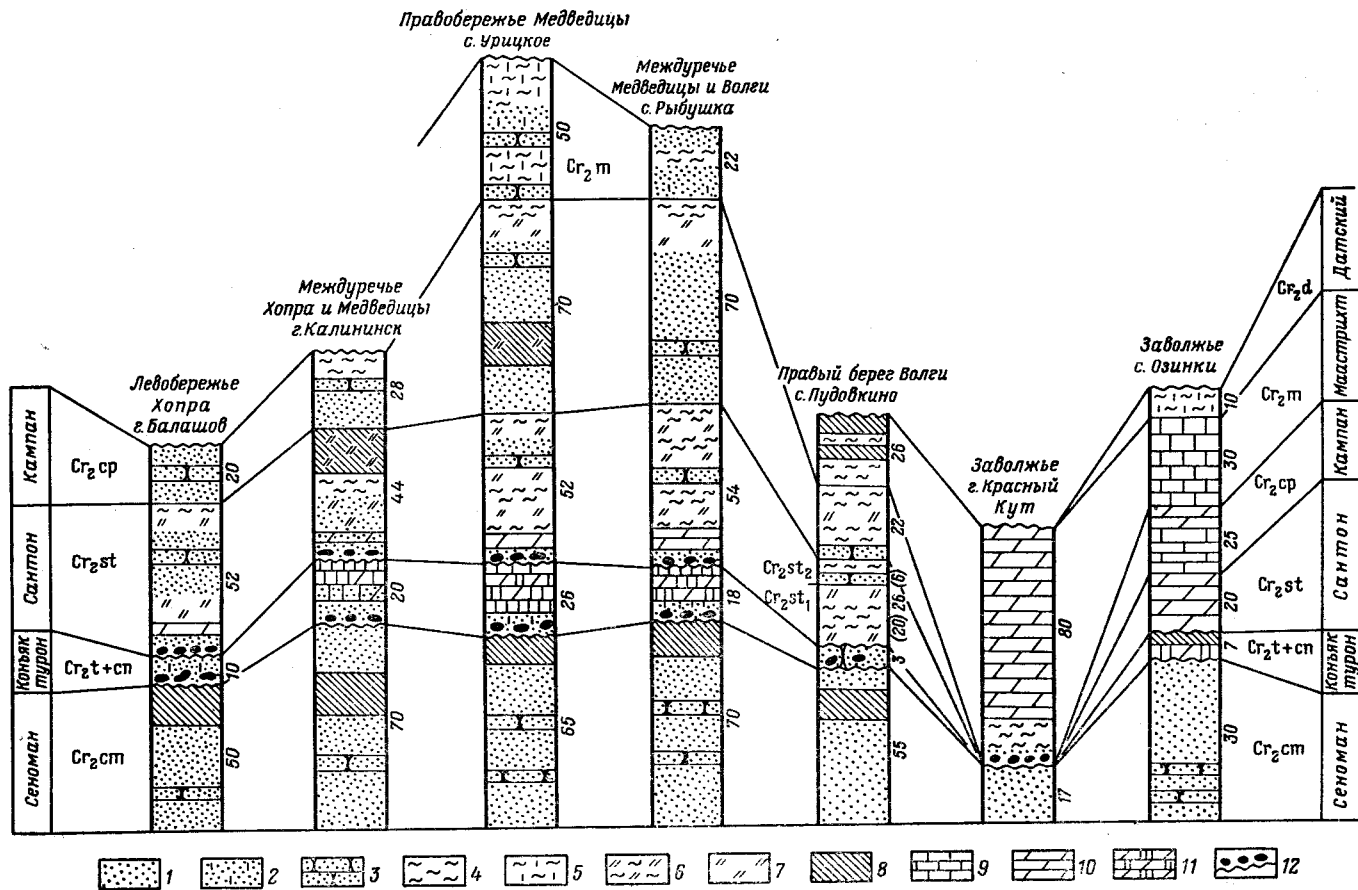 Правобережье Медведицы
с. Урицкое
Междуречье
Медведицы и Волги
с. Рыбушка
Междуречье
Хопра и Медведицы
г. Калининск
Левобережье
Хопра
г. Балашов
Правый берег Волги
с. Пудовкино
Заволжье
г. Красный
Кут
Заволжье
с. Озинки
Кампан
Сантон
Коньяк
турон
Сеноман
Cr₂cp
Cr₂st
Cr₂t+cn
Cr₂cm
20
52
10
60
28
44
20
70
50
70
52
26
65
Cr₂m
22
70
54
18
70
Cr₂st₂
Cr₂st₁
26
22
(6)
26
(20)
3
55
80
17
10
30
25
20
7
30
Cr₂d
Cr₂m
Cr₂cp
Cr₂st
Cr₂t+cn
Cr₂cm
Датский
Маастрихт
Кампан
Сантон
Коньяк
турон
Сеноман
1 2 3 4 5 6 7 8 9 10 11 12